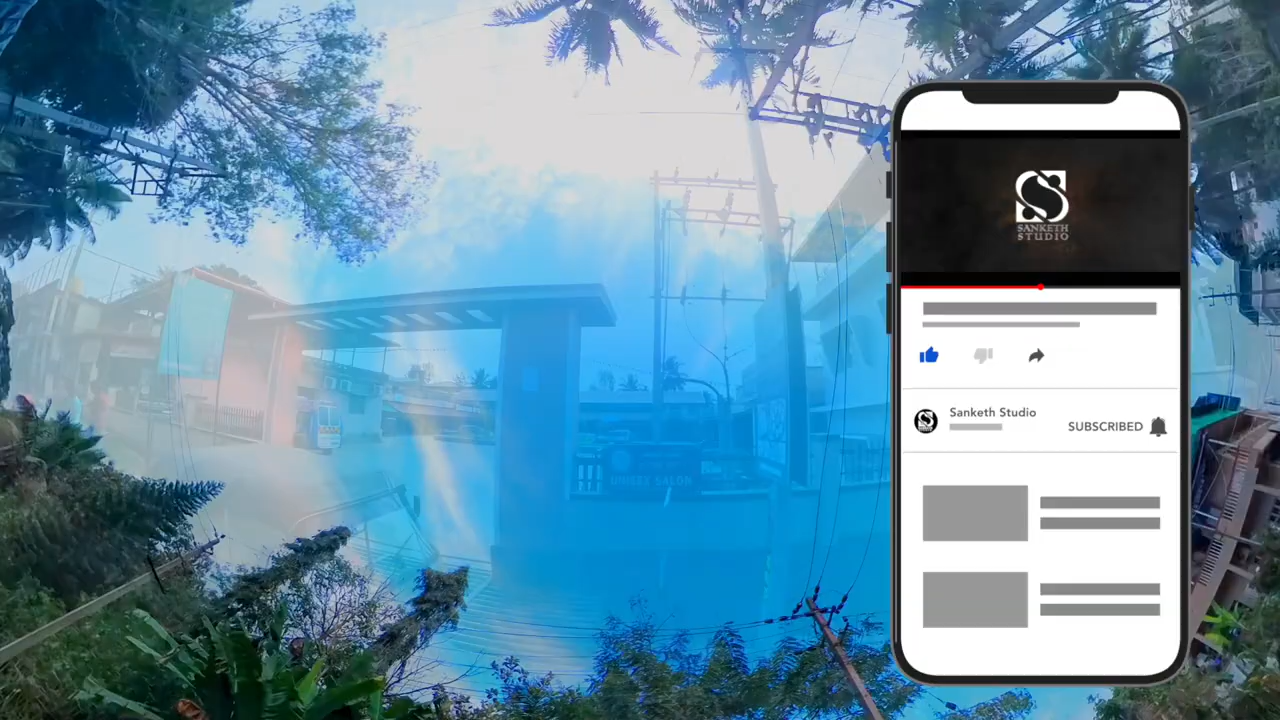 SANKETH
STUDIO
Sanketh Studio
SUBSCRIBED
UNISEX SALON